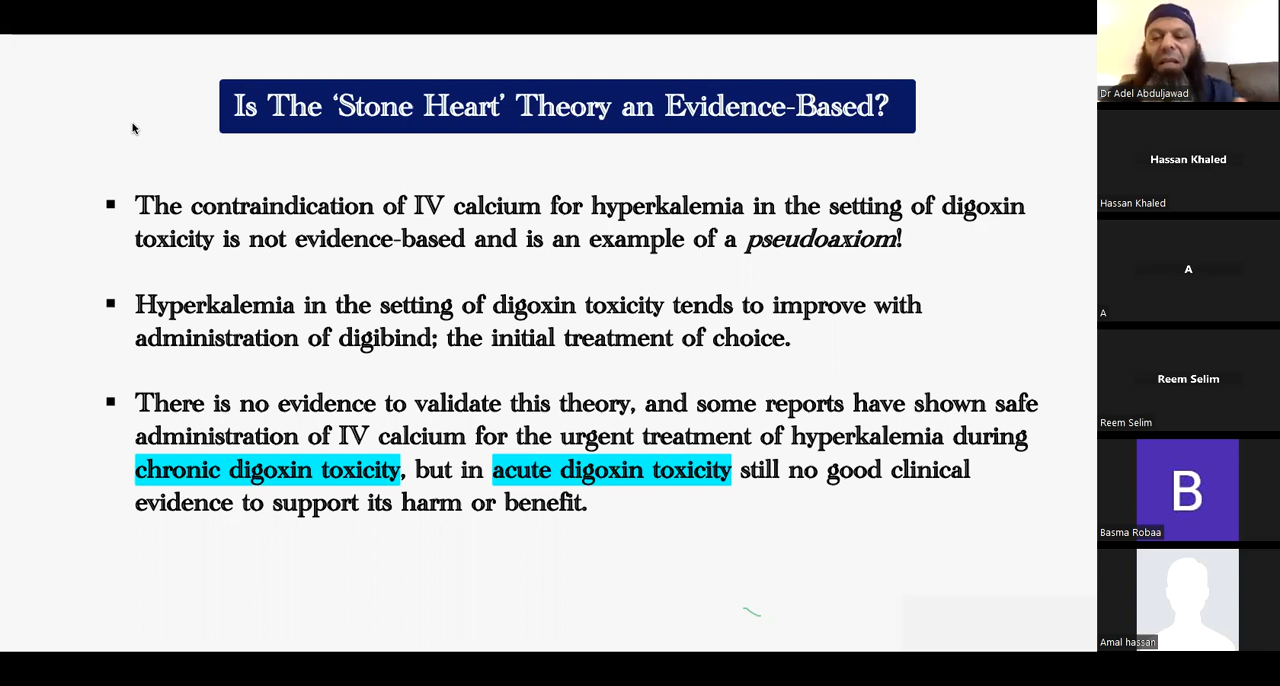 Is The ‘Stone Heart’ Theory an Evidence-Based?
▪ The contraindication of IV calcium for hyperkalemia in the setting of digoxin
toxicity is not evidence-based and is an example of a pseudoaxiom!
▪ Hyperkalemia in the setting of digoxin toxicity tends to improve with
administration of digibind; the initial treatment of choice.
▪ There is no evidence to validate this theory, and some reports have shown safe
administration of IV calcium for the urgent treatment of hyperkalemia during
chronic digoxin toxicity, but in acute digoxin toxicity still no good clinical
evidence to support its harm or benefit.
Dr Adel Abduljawad
Hassan Khaled
Hassan Khaled
A
A
Reem Selim
Reem Selim
B
Basma Robaa
Amal hassan